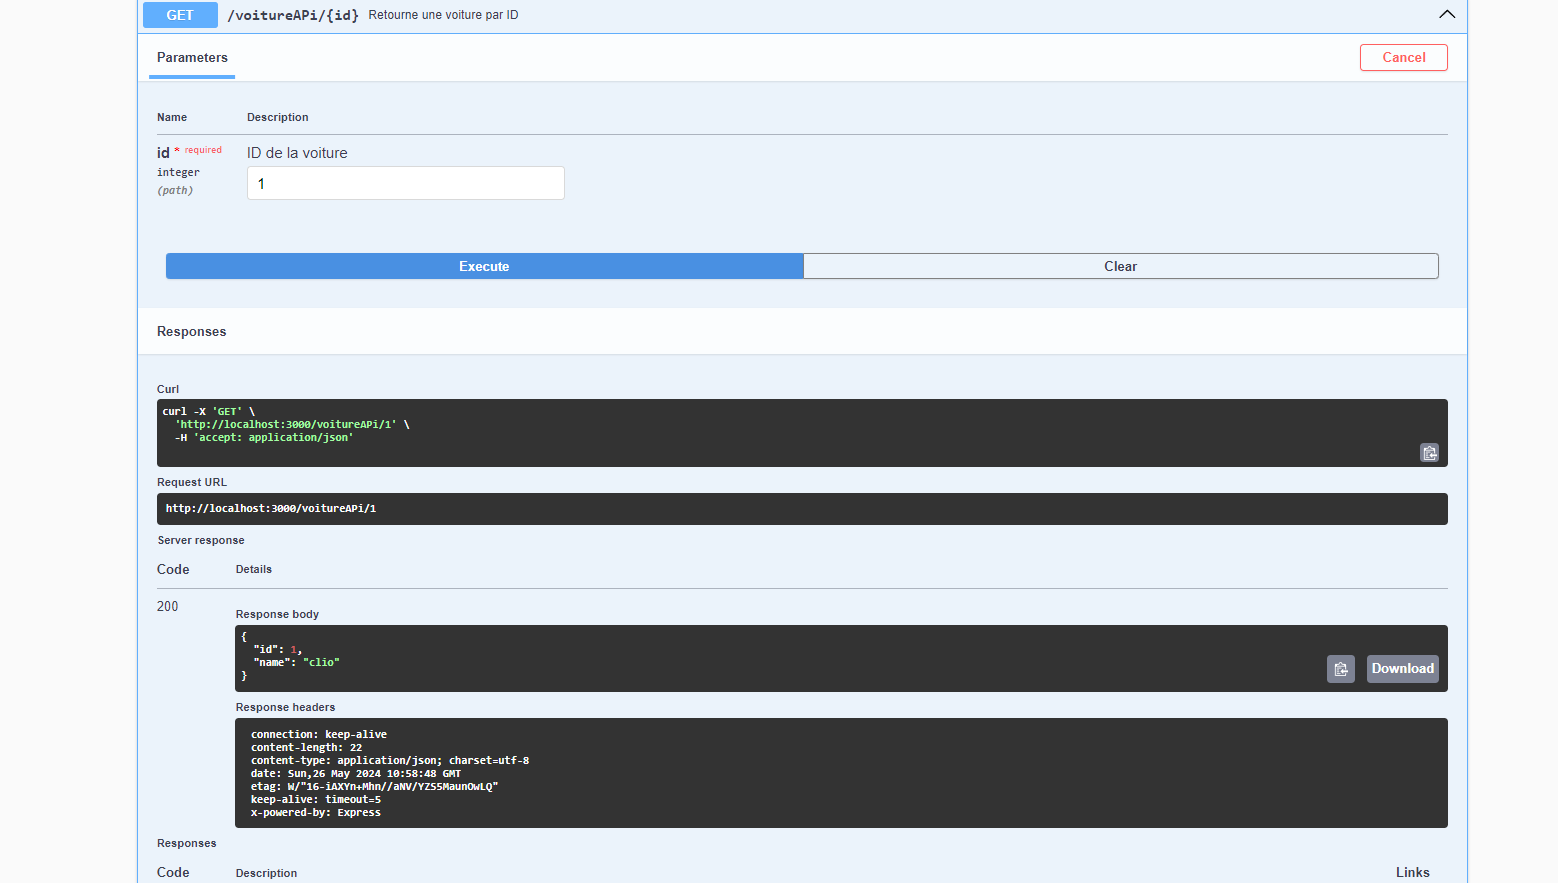 GET /voitureAPi/{id} Retourne une voiture par ID
Parameters
Cancel
Name Description
id * required ID de la voiture
integer
(path)
1
Execute Clear
Responses
Curl
curl -X 'GET' \
'http://localhost:3000/voitureAPi/1' \
-H 'accept: application/json'
Request URL
http://localhost:3000/voitureAPi/1
Server response
Code Details
200
Response body
{
"id": 1,
"name": "clio"
}
Download
Response headers
connection: keep-alive
content-length: 22
content-type: application/json; charset=utf-8
date: Sun,26 May 2024 10:58:48 GMT
etag: W/"16-iAXYn+Mhn//aNV/YZS5MaunOwLQ"
keep-alive: timeout=5
x-powered-by: Express
Responses
Code Description Links